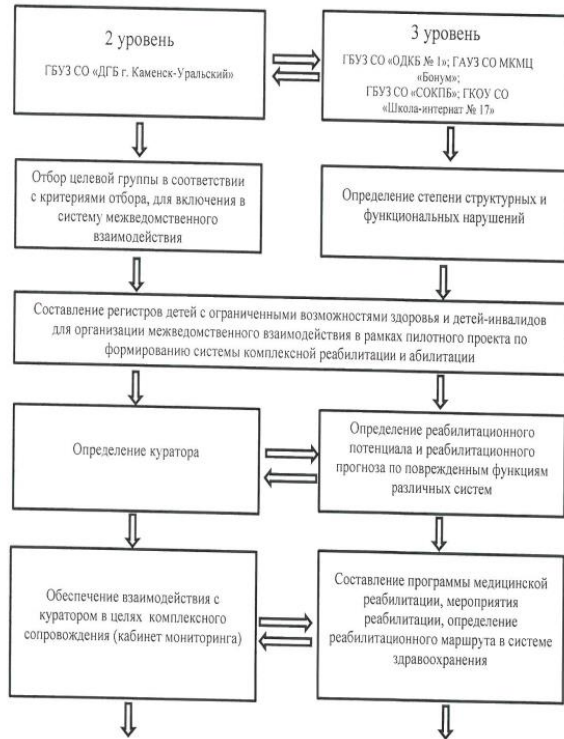 2 уровень
ГБУЗ СО «ДГБ г. Каменск-Уральский»
3 уровень
ГБУЗ СО «ОДКБ № 1»; ГАУЗ СО МКМЦ
«Бонум»;
ГБУЗ СО «СОКПБ»; ГКОУ СО
«Школа-интернат № 17»
Отбор целевой группы в соответствии
с критериями отбора, для включения в
систему межведомственного
взаимодействия
Определение степени структурных и
функциональных нарушений
Составление регистров детей с ограниченными возможностями здоровья и детей-инвалидов
для организации межведомственного взаимодействия в рамках пилотного проекта по
формированию системы комплексной реабилитации и абилитации
Определение куратора
Определение реабилитационного
потенциала и реабилитационного
прогноза по поврежденным функциям
различных систем
Обеспечение взаимодействия с
куратором в целях комплексного
сопровождения (кабинет мониторинга)
Составление программы медицинской
реабилитации, мероприятия
реабилитации, определение
реабилитационного маршрута в системе
здравоохранения